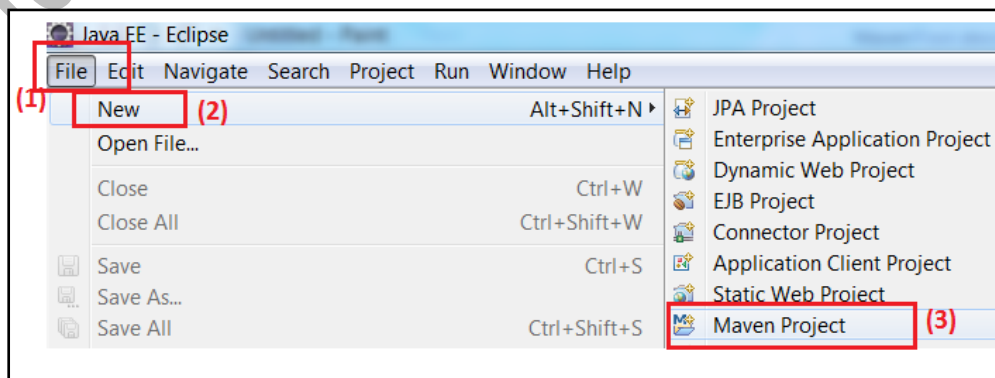 Java EE - Eclipse
File Edit Navigate Search Project Run Window Help
(1)
New (2) Alt+Shift+N
Open File...
Close Ctrl+W
Close All Ctrl+Shift+W
Save Ctrl+S
Save As...
Save All Ctrl+Shift+S
JPA Project
Enterprise Application Project
Dynamic Web Project
EJB Project
Connector Project
Application Client Project
Static Web Project
Maven Project (3)